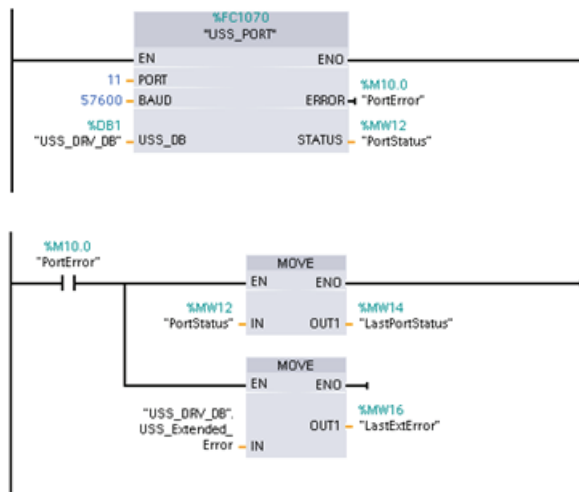 %FC1070
"USS_PORT"
EN ENO
11 PORT %M10.0
57600 BAUD ERROR "PortError"
%DB1 %MW12
"USS_DRV_DB" USS_DB STATUS "PortStatus"
%M10.0
"PortError" MOVE
EN ENO
%MW12 %MW14
"PortStatus" IN OUT1 "LastPortStatus"
MOVE
EN ENO
"USS_DRV_DB". %MW16
USS_Extended_ OUT1 "LastExtError"
Error IN